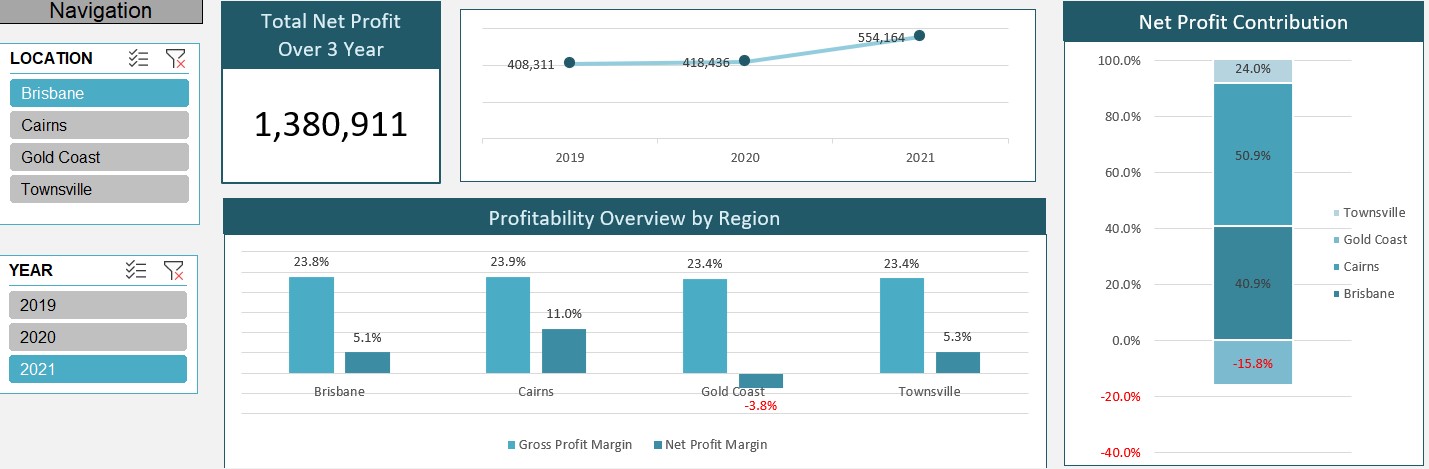 Navigation
LOCATION
Brisbane
Cairns
Gold Coast
Townsville
YEAR
2019
2020
2021
Total Net Profit
Over 3 Year
1,380,911
408,311
418,436
554,164
2019
2020
2021
Profitability Overview by Region
23.8%
5.1%
23.9%
11.0%
23.4%
-3.8%
23.4%
5.3%
Brisbane
Cairns
Gold Coast
Townsville
Gross Profit Margin
Net Profit Margin
Net Profit Contribution
100.0%
80.0%
60.0%
40.0%
20.0%
0.0%
-20.0%
-40.0%
24.0%
50.9%
40.9%
-15.8%
Townsville
Gold Coast
Cairns
Brisbane